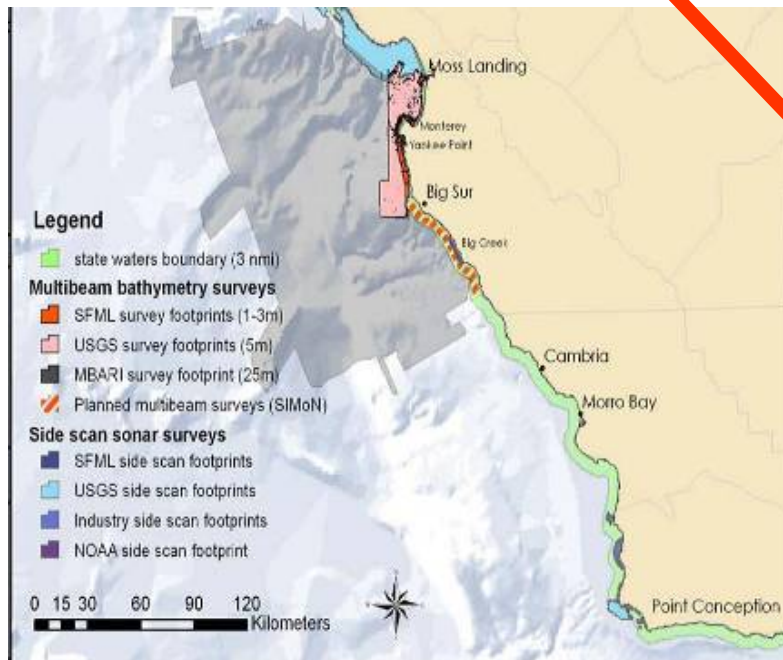 Moss Landing
Monterey
Yankee Point
Big Sur
Big Creek
Cambria
Morro Bay
Point Conception
Legend
state waters boundary (3 nmi)
Multibeam bathymetry surveys
SFML survey footprints (1-3m)
USGS survey footprints (5m)
MBARI survey footprint (25m)
Planned multibeam surveys (SIMoN)
Side scan sonar surveys
SFML side scan footprints
USGS side scan footprints
Industry side scan footprints
NOAA side scan footprint
0 15 30 60 90 120
Kilometers